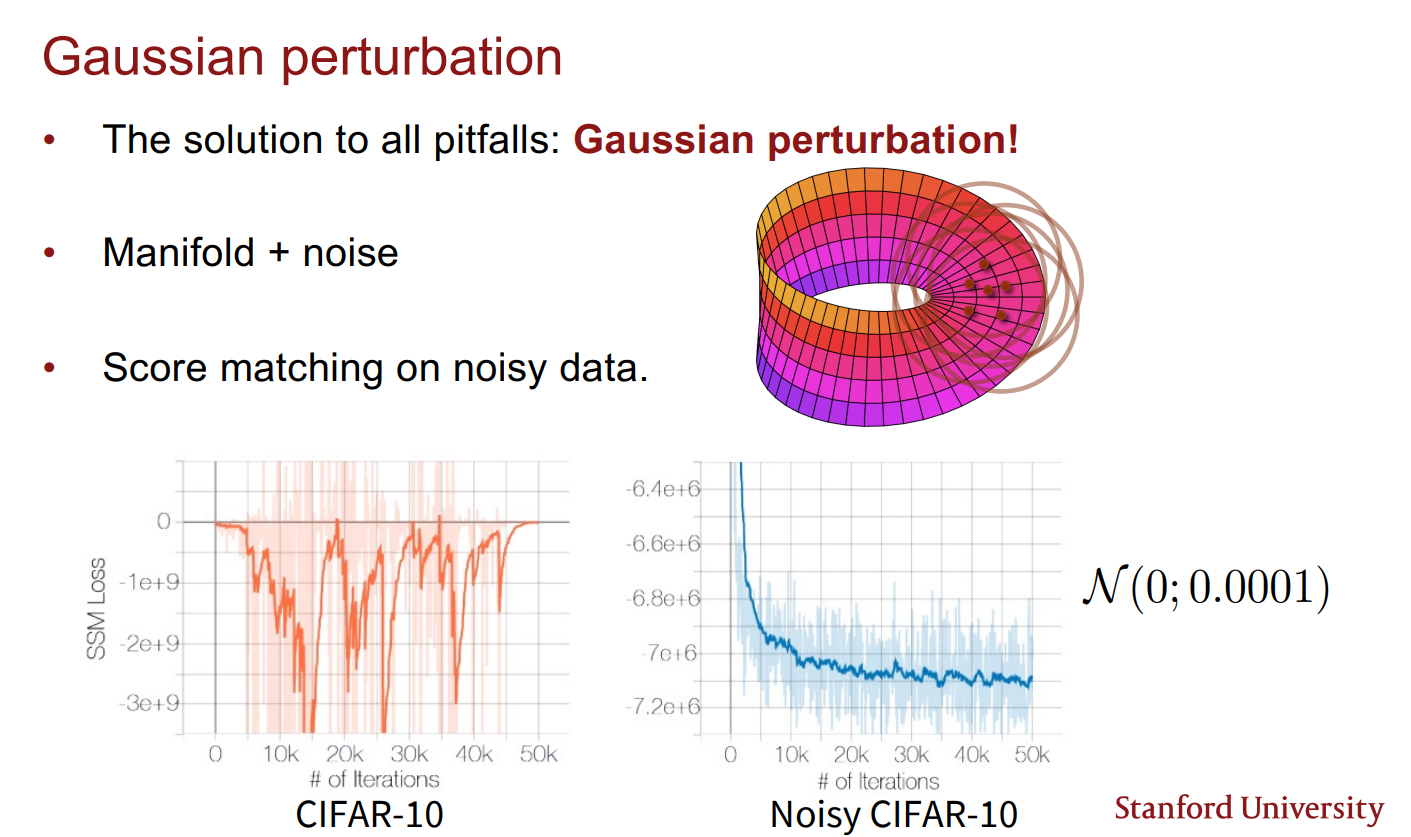 Gaussian perturbation
• The solution to all pitfalls: Gaussian perturbation!
• Manifold + noise
• Score matching on noisy data.
SSM Loss
0
-1e+9
-2e+9
-3e+9
0 10k 20k 30k 40k 50k
# of Iterations
CIFAR-10
-6.4e+6
-6.6e+6
-6.8e+6
-7e+6
-7.2e+6
0 10k 20k 30k 40k 50k
# of Iterations
Noisy CIFAR-10
𝒩(0; 0.0001)
Stanford University